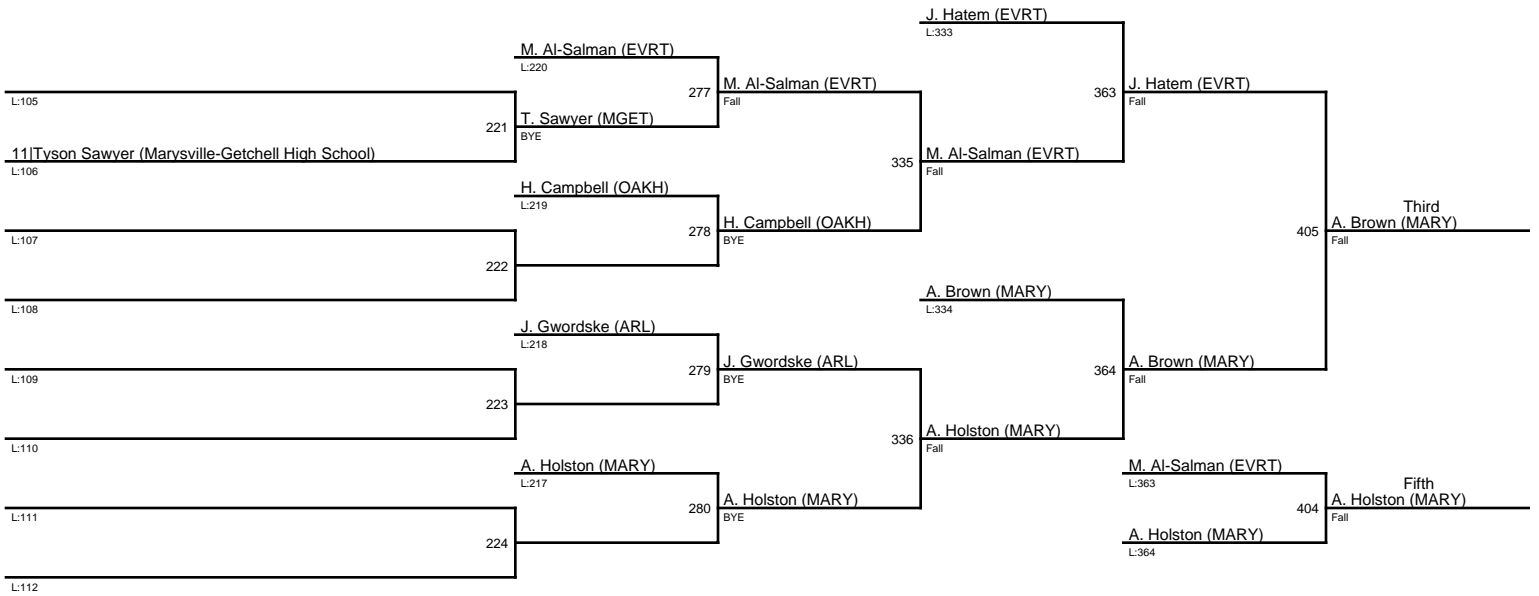 J. Hatem (EVRT)
L:333
M. Al-Salman (EVRT)
L:220
277
M. Al-Salman (EVRT)
Fall
363
J. Hatem (EVRT)
Fall
L:105
221
T. Sawyer (MGET)
BYE
11|Tyson Sawyer (Marysville-Getchell High School)
L:106
335
M. Al-Salman (EVRT)
Fall
H. Campbell (OAKH)
L:219
278
H. Campbell (OAKH)
BYE
L:107
222
L:108
405
Third
A. Brown (MARY)
Fall
A. Brown (MARY)
L:334
J. Gwordske (ARL)
L:218
279
J. Gwordske (ARL)
BYE
364
A. Brown (MARY)
Fall
L:109
223
L:110
336
A. Holston (MARY)
Fall
A. Holston (MARY)
L:217
280
A. Holston (MARY)
BYE
L:111
224
L:112
M. Al-Salman (EVRT)
L:363
404
Fifth
A. Holston (MARY)
Fall
A. Holston (MARY)
L:364